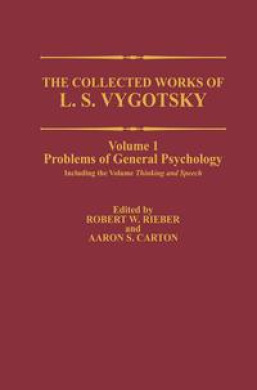 THE COLLECTED WORKS OF
L. S. VYGOTSKY
Volume 1
Problems of General Psychology
Including the Volume Thinking and Speech
Edited by
ROBERT W. RIEBER
and
AARON S. CARTON